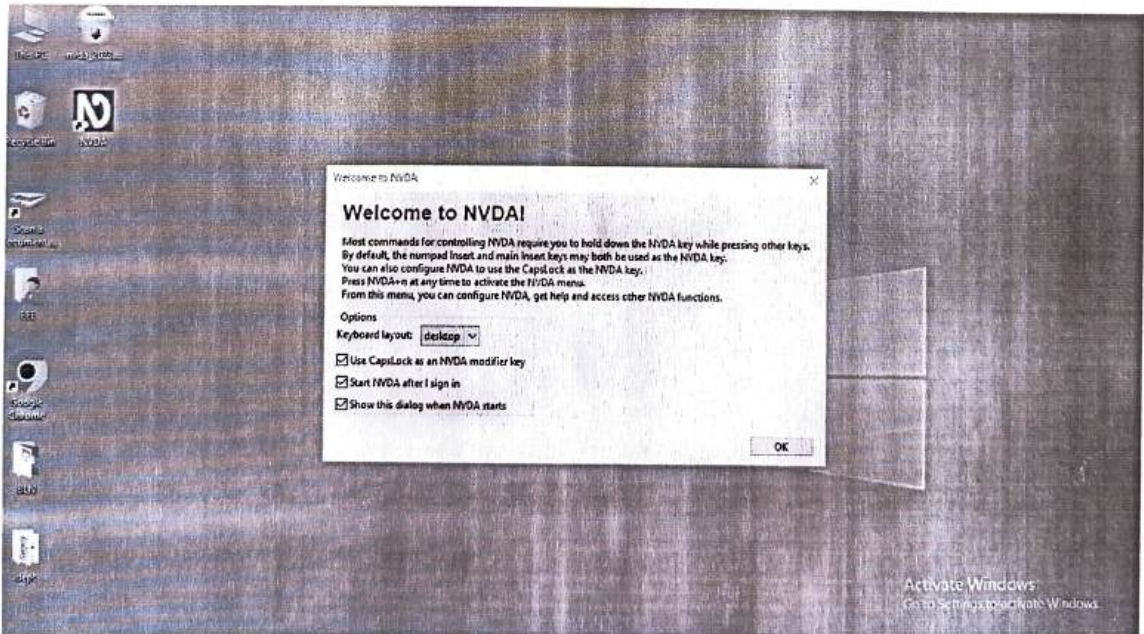 This PC
Recycle Bin
NVDA
Scan a
Google
Chrome
Welcome to NVDA
Welcome to NVDA!
Most commands for controlling NVDA require you to hold down the NVDA key while pressing other keys.
By default, the numpad Insert and main Insert keys may both be used as the NVDA key.
You can also configure NVDA to use the CapsLock as the NVDA key.
Press NVDA+n at any time to activate the NVDA menu.
From this menu, you can configure NVDA, get help and access other NVDA functions.
Options
Keyboard layout: desktop
Use CapsLock as an NVDA modifier key
Start NVDA after I sign in
Show this dialog when NVDA starts
OK
Activate Windows
Go to Settings to activate Windows.